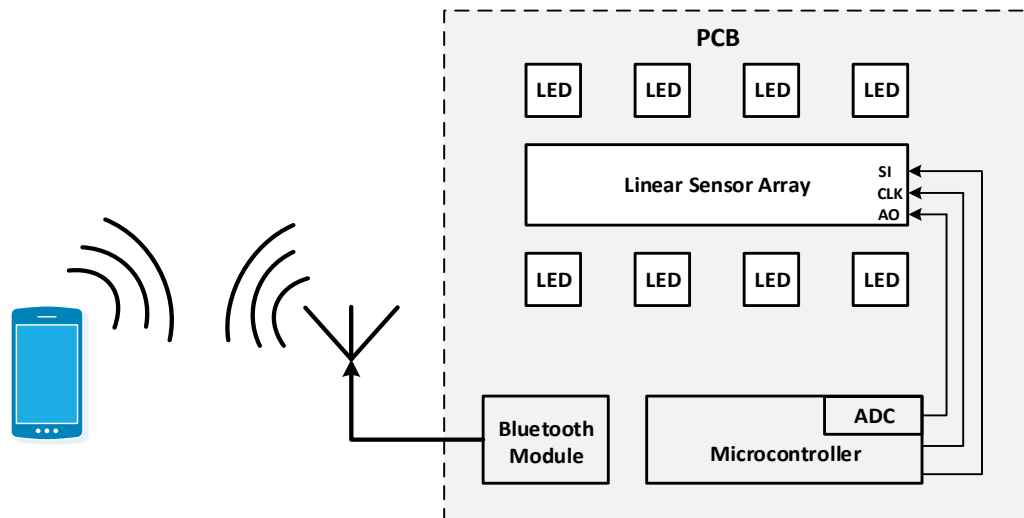 PCB
LED LED LED LED
Linear Sensor Array
SI
CLK
AO
LED LED LED LED
Bluetooth
Module
ADC
Microcontroller